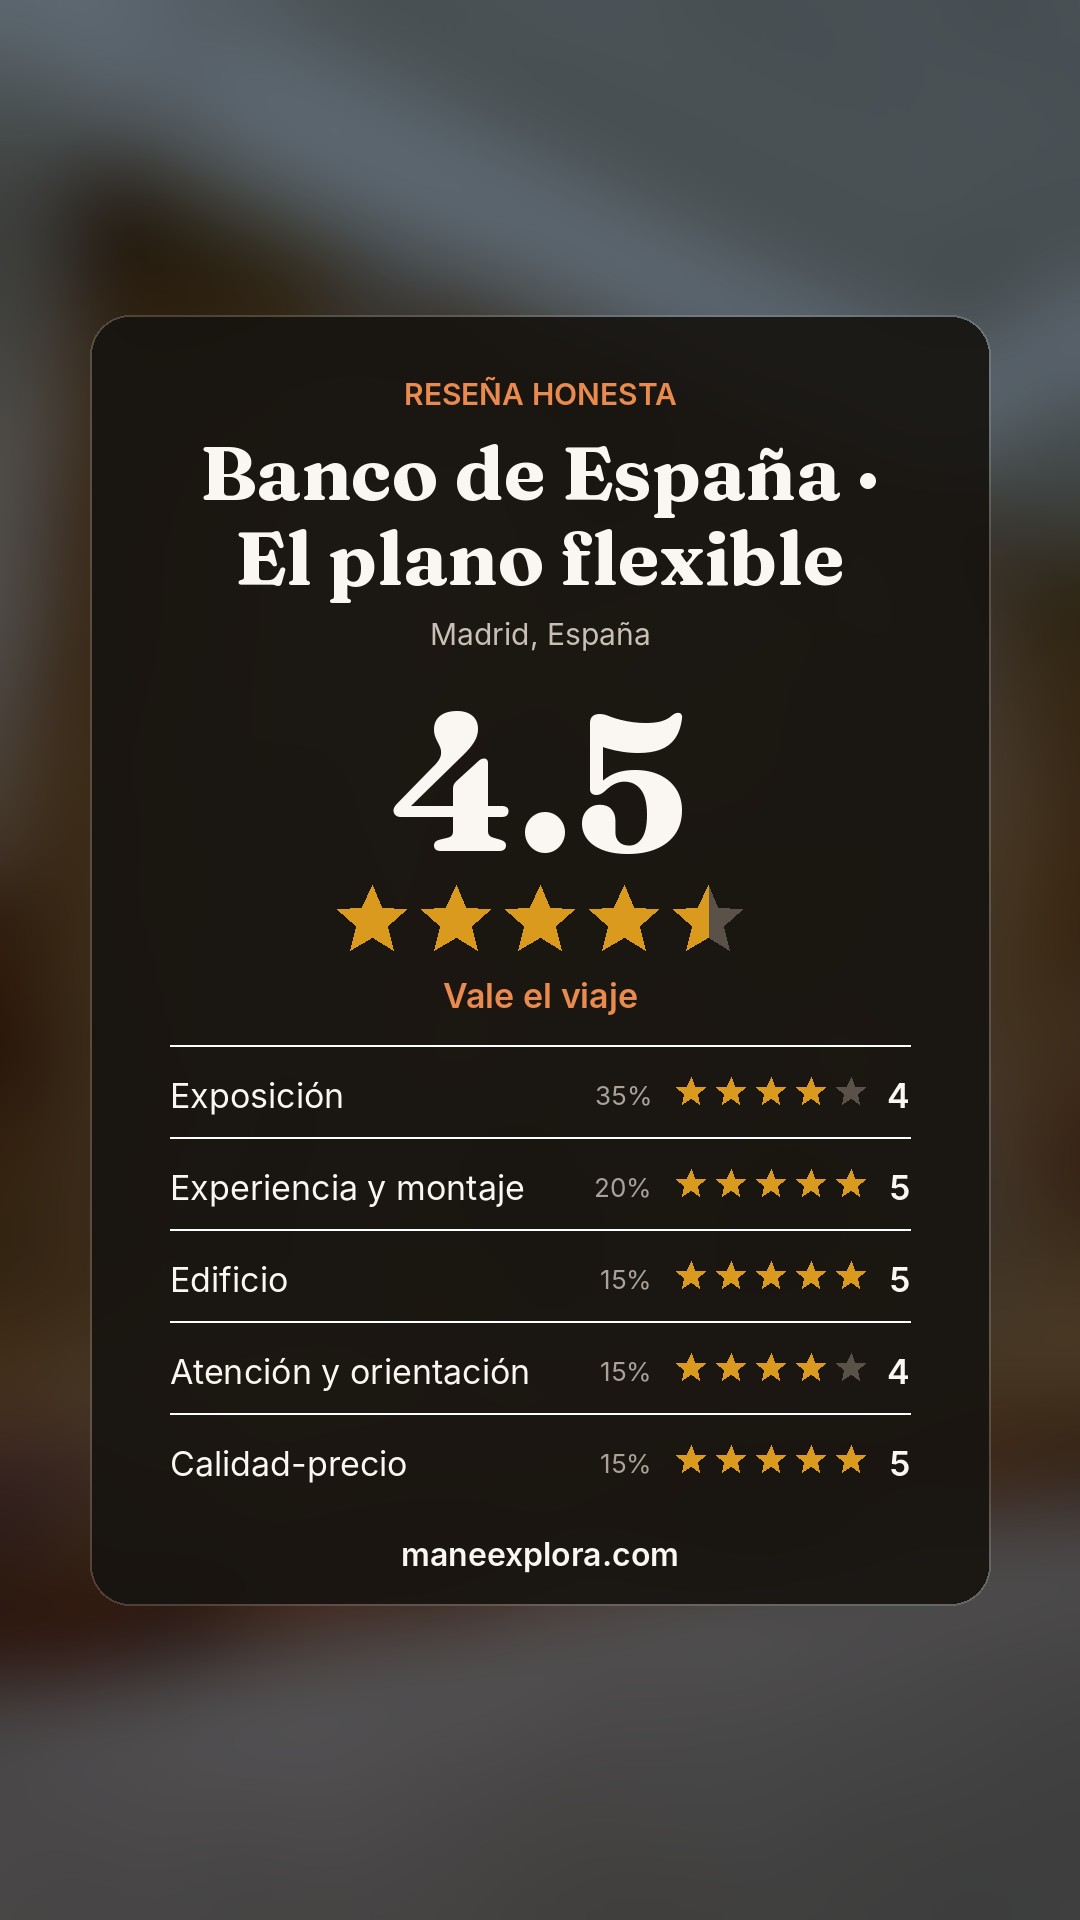 RESEÑA HONESTA
Banco de España •
El plano flexible
Madrid, España
4.5
Vale el viaje
Exposición 35% 4
Experiencia y montaje 20% 5
Edificio 15% 5
Atención y orientación 15% 4
Calidad-precio 15% 5
maneexplora.com